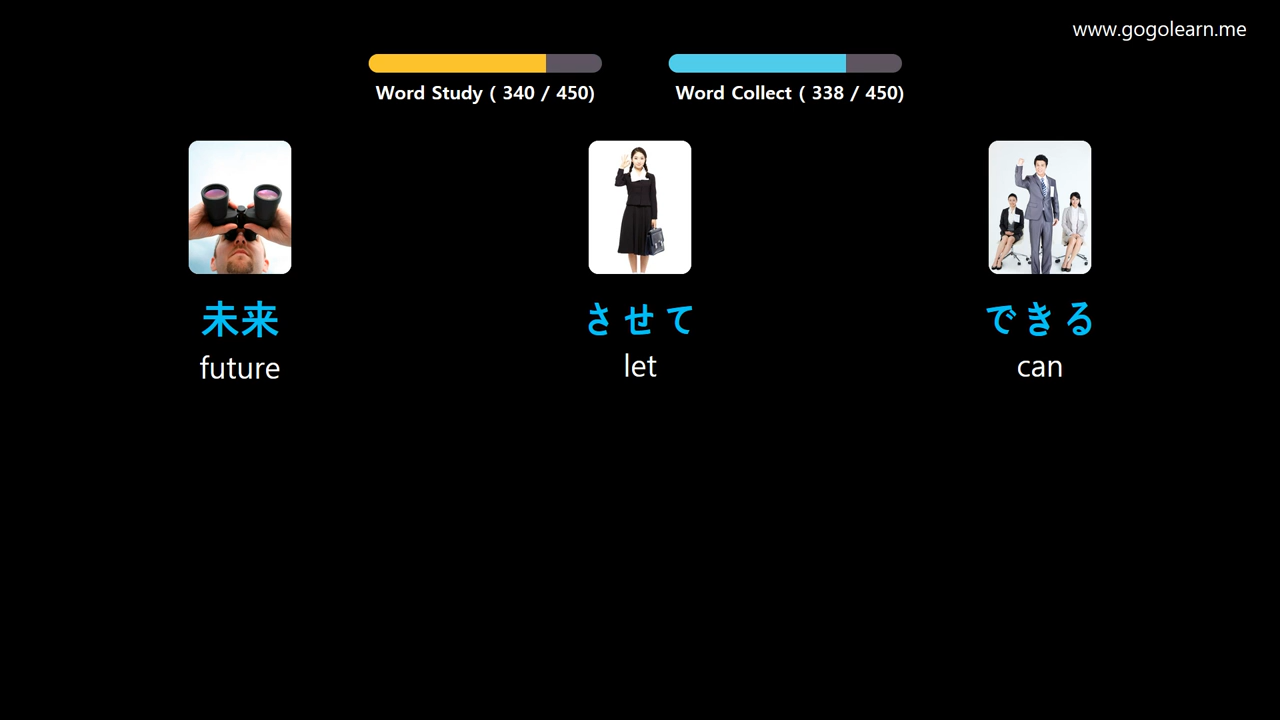 www.gogolearn.me
Word Study ( 340 / 450)
Word Collect ( 338 / 450)
未来
future
させて
let
できる
can